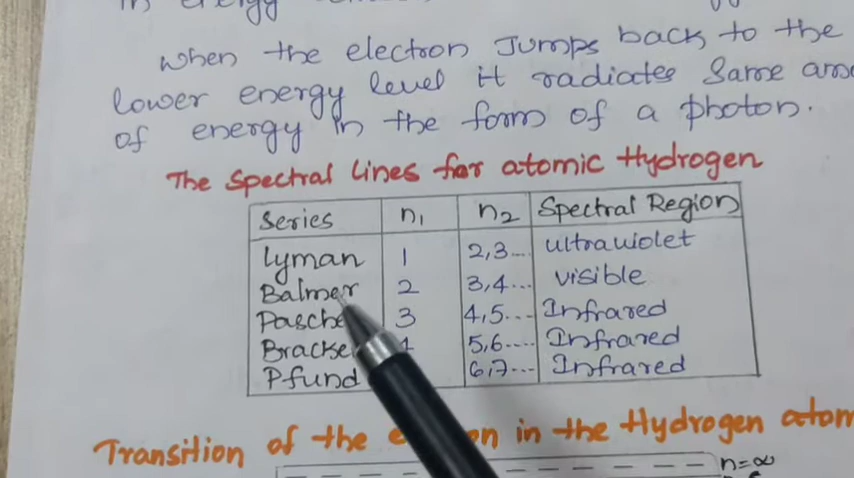 in energy
when the electron Jumps back to the
lower energy level it radiates Same
of energy in the form of a photon.
The Spectral Lines for atomic Hydrogen
Series n₁ n₂ Spectral Region
Lyman 1 2,3... ultraviolet
Balmer 2 3,4... visible
3 4,5... Infrared
5,6.... Infrared
Pfund 6,7... Infrared
Transition of the in the Hydrogen
n=∞